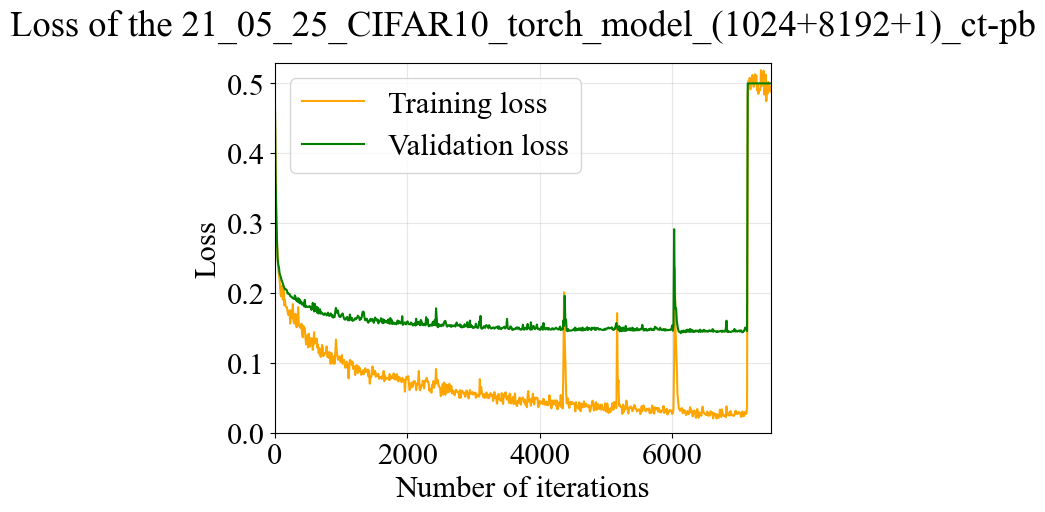 Loss of the 21_05_25_CIFAR10_torch_model_(1024+8192+1)_ct-pb
0.5
0.4
0.3
0.2
0.1
0.0
Loss
Training loss
Validation loss
0 2000 4000 6000
Number of iterations